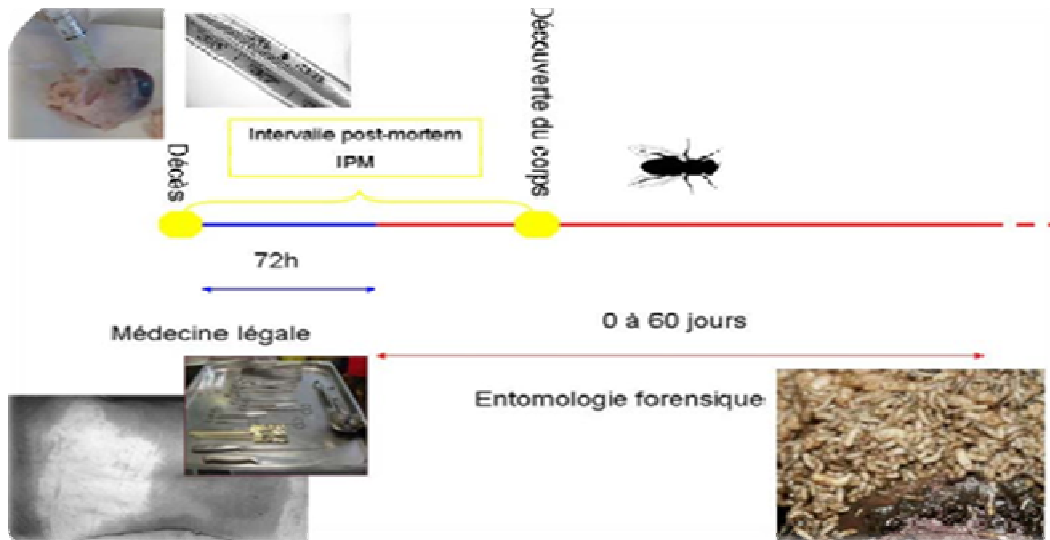 Découverte du corps
Décès
Intervalle post-mortem
IPM
72h
Médecine légale
0 à 60 jours
Entomologie forensique